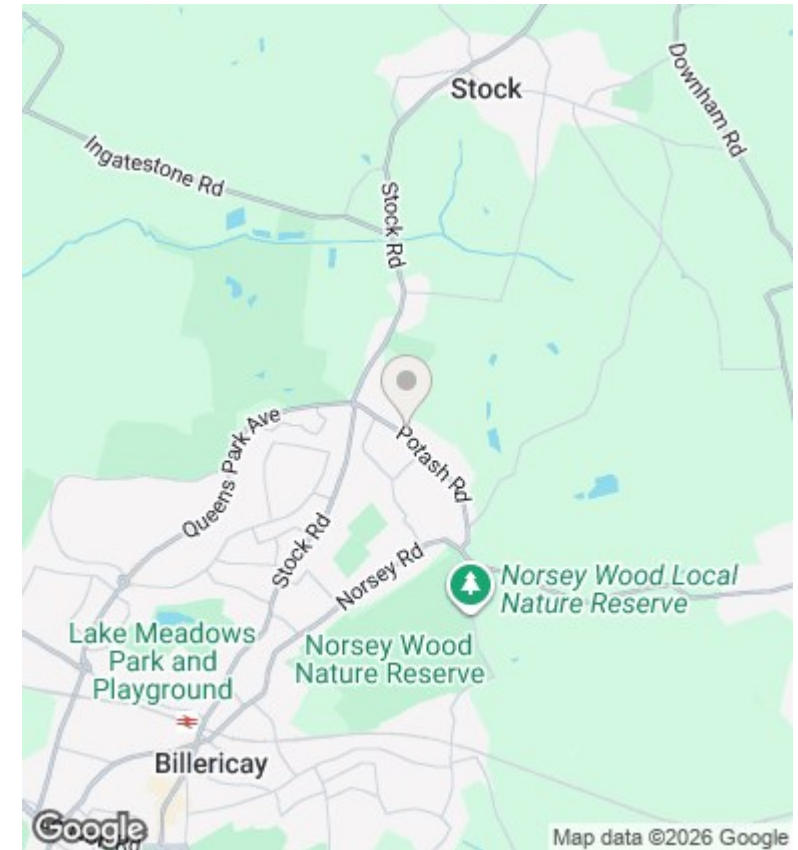 Stock
Downham Rd
Ingatestone Rd
Stock Rd
Queens Park Ave
Potash Rd
Stock Rd
Norsey Rd
Norsey Wood Local
Nature Reserve
Lake Meadows
Park and
Playground
Norsey Wood
Nature Reserve
Billericay
Rd
Google
Map data ©2026 Google